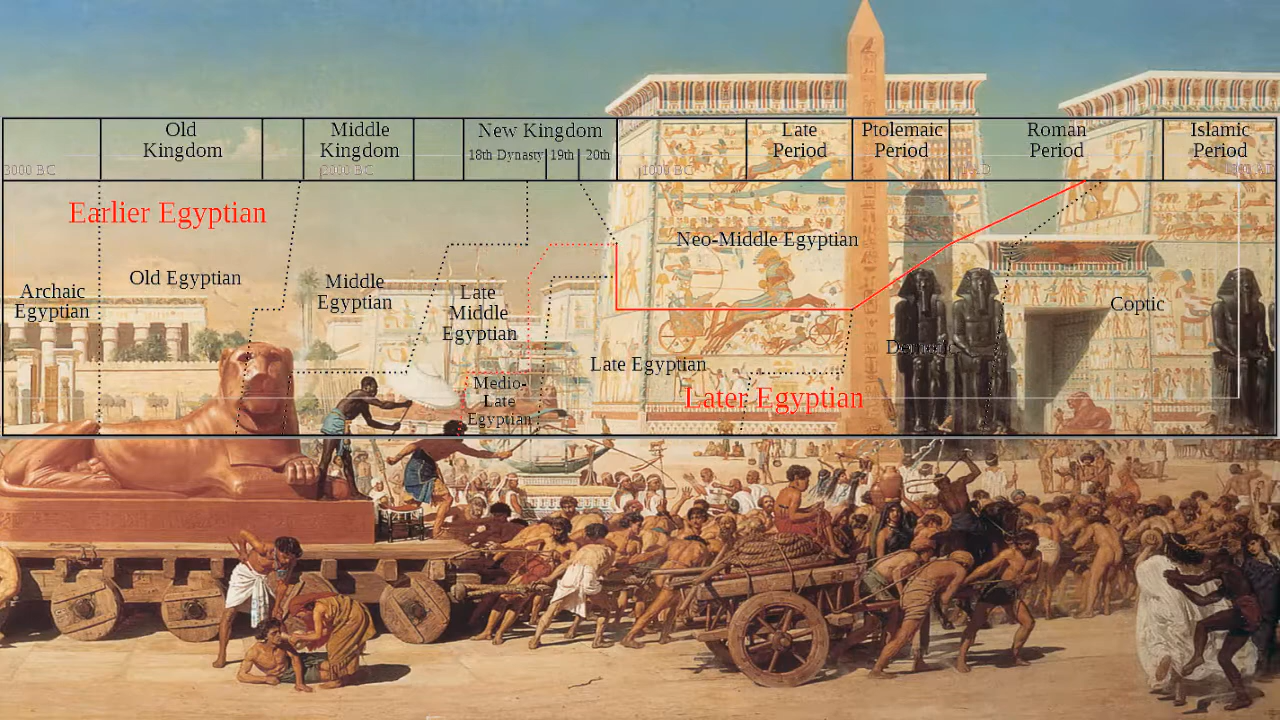 Old
Kingdom
Middle
Kingdom
New Kingdom
18th Dynasty 19th 20th
Late
Period
Ptolemaic
Period
Roman
Period
Islamic
Period
3000 BC
2000 BC
1000 BC
AD
AD
Earlier Egyptian
Archaic
Egyptian
Old Egyptian
Middle
Egyptian
Late
Middle
Egyptian
Medio-
Late
Egyptian
Neo-Middle Egyptian
Late Egyptian
Later Egyptian
Coptic